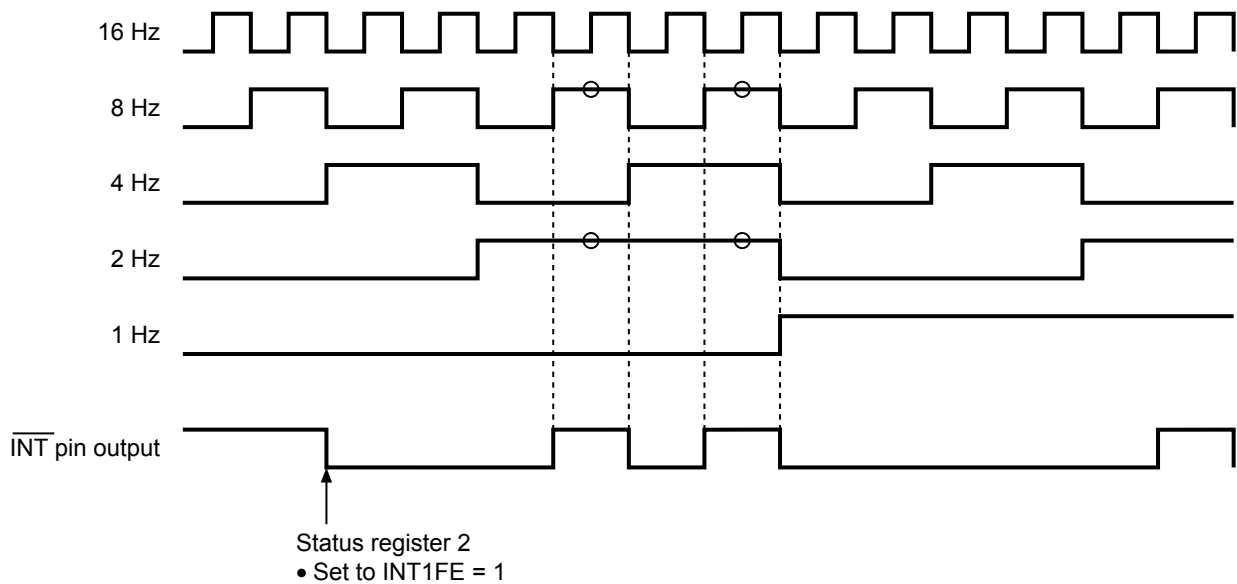 16 Hz
8 Hz
4 Hz
2 Hz
1 Hz
INT pin output
Status register 2
• Set to INT1FE = 1